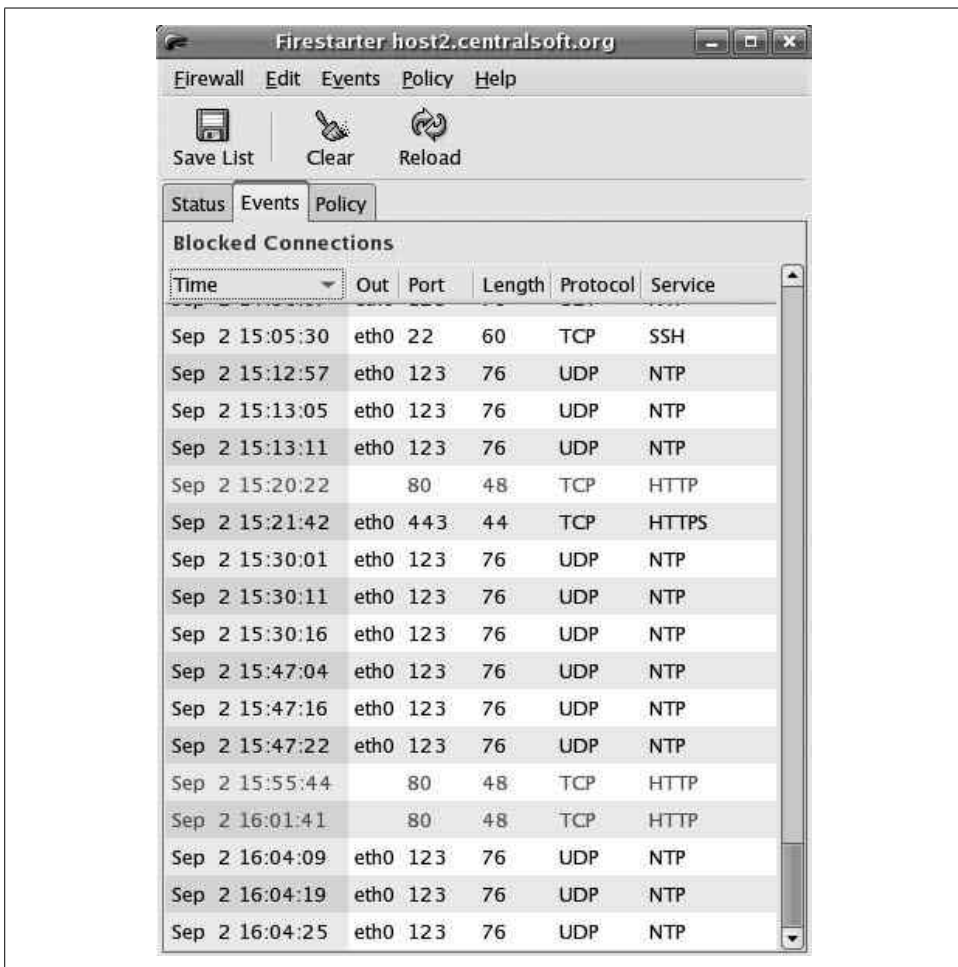 Firestarter host2.centralsoft.org
Firewall Edit Events Policy Help
Save List Clear Reload
Status Events Policy
Blocked Connections
Time Out Port Length Protocol Service
Sep 2 15:05:30 eth0 22 60 TCP SSH
Sep 2 15:12:57 eth0 123 76 UDP NTP
Sep 2 15:13:05 eth0 123 76 UDP NTP
Sep 2 15:13:11 eth0 123 76 UDP NTP
Sep 2 15:20:22 80 48 TCP HTTP
Sep 2 15:21:42 eth0 443 44 TCP HTTPS
Sep 2 15:30:01 eth0 123 76 UDP NTP
Sep 2 15:30:11 eth0 123 76 UDP NTP
Sep 2 15:30:16 eth0 123 76 UDP NTP
Sep 2 15:47:04 eth0 123 76 UDP NTP
Sep 2 15:47:16 eth0 123 76 UDP NTP
Sep 2 15:47:22 eth0 123 76 UDP NTP
Sep 2 15:55:44 80 48 TCP HTTP
Sep 2 16:01:41 80 48 TCP HTTP
Sep 2 16:04:09 eth0 123 76 UDP NTP
Sep 2 16:04:19 eth0 123 76 UDP NTP
Sep 2 16:04:25 eth0 123 76 UDP NTP